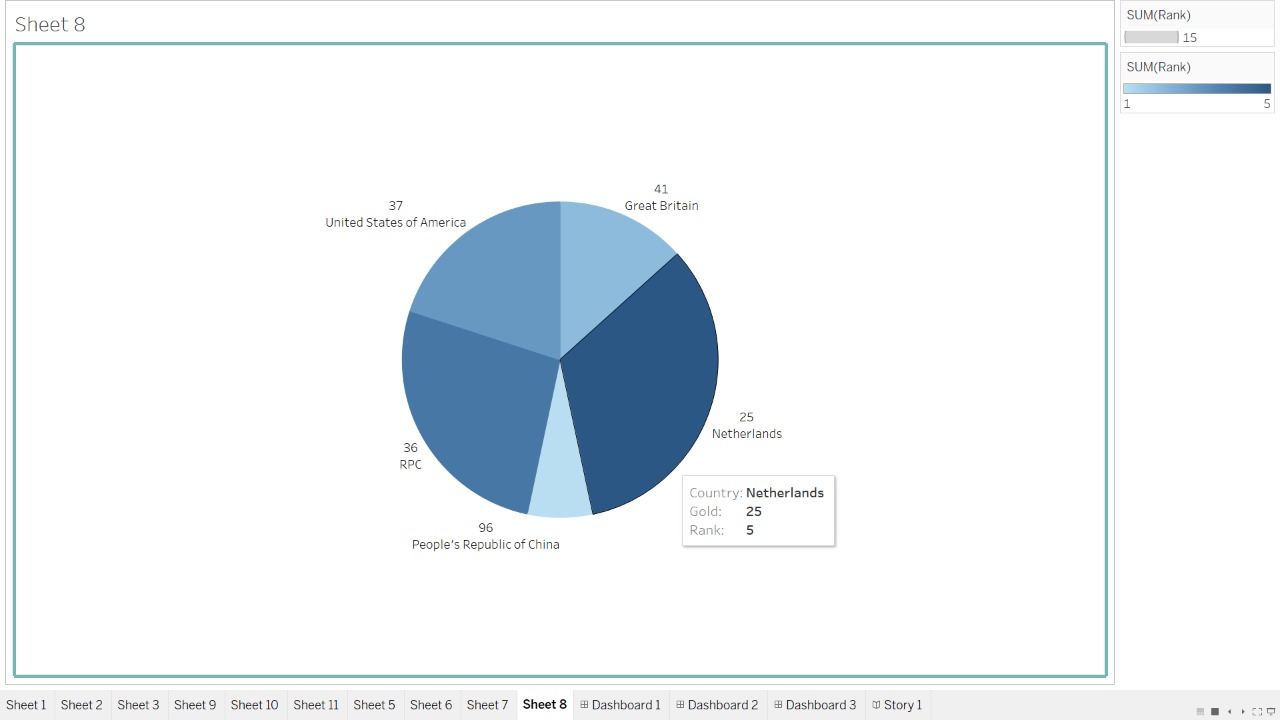 Sheet 8
SUM(Rank)
15
SUM(Rank)
1 5
41
Great Britain
37
United States of America
25
Netherlands
36
RPC
Country: Netherlands
Gold: 25
Rank: 5
96
People's Republic of China
Sheet 1 Sheet 2 Sheet 3 Sheet 9 Sheet 10 Sheet 11 Sheet 5 Sheet 6 Sheet 7 Sheet 8 Dashboard 1 Dashboard 2 Dashboard 3 Story 1